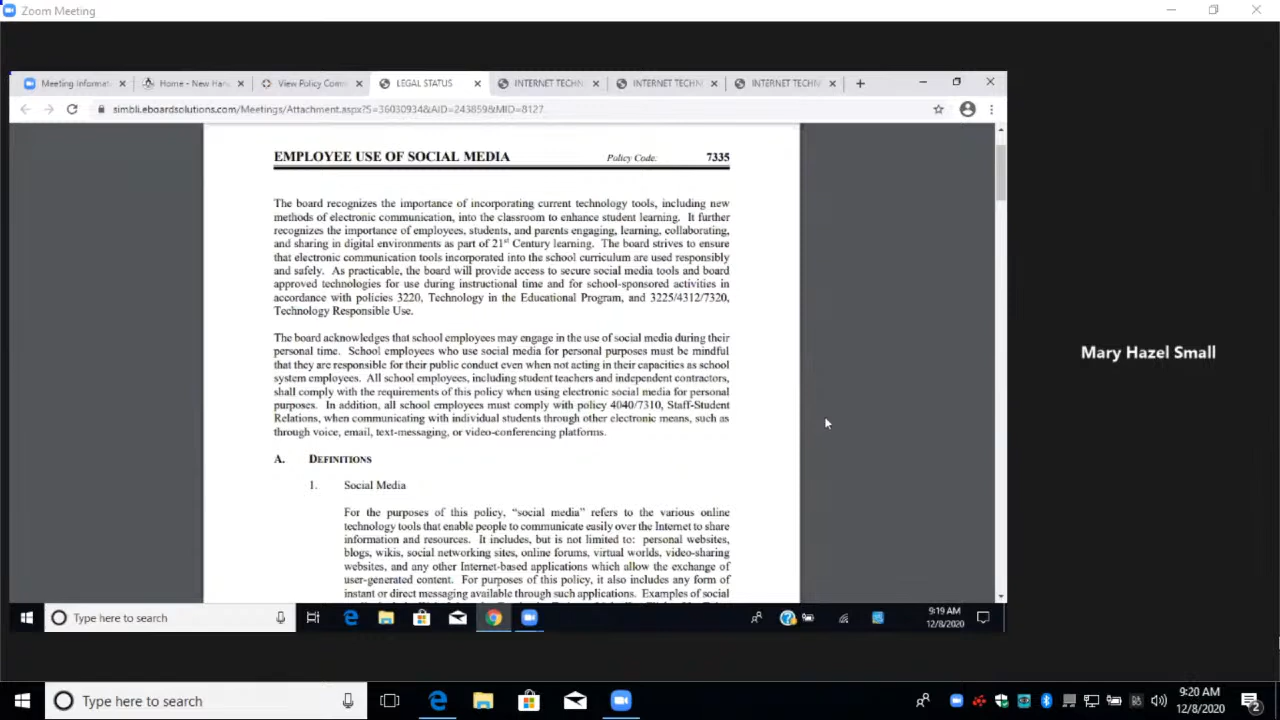 Zoom Meeting
Meeting Informat
Home - New Han
View Policy Comm
LEGAL STATUS
INTERNET TECHN
INTERNET TECHN
INTERNET TECHN
simbli.eboardsolutions.com/Meetings/Attachment.aspx?S=36030934&AID=243859&MID=8127
EMPLOYEE USE OF SOCIAL MEDIA Policy Code: 7335
The board recognizes the importance of incorporating current technology tools, including new
methods of electronic communication, into the classroom to enhance student learning. It further
recognizes the importance of employees, students, and parents engaging, learning, collaborating,
and sharing in digital environments as part of 21st Century learning. The board strives to ensure
that electronic communication tools incorporated into the school curriculum are used responsibly
and safely. As practicable, the board will provide access to secure social media tools and board
approved technologies for use during instructional time and for school-sponsored activities in
accordance with policies 3220, Technology in the Educational Program, and 3225/4312/7320,
Technology Responsible Use.
The board acknowledges that school employees may engage in the use of social media during their
personal time. School employees who use social media for personal purposes must be mindful
that they are responsible for their public conduct even when not acting in their capacities as school
system employees. All school employees, including student teachers and independent contractors,
shall comply with the requirements of this policy when using electronic social media for personal
purposes. In addition, all school employees must comply with policy 4040/7310, Staff-Student
Relations, when communicating with individual students through other electronic means, such as
through voice, email, text-messaging, or video-conferencing platforms.
A. DEFINITIONS
1. Social Media
For the purposes of this policy, “social media” refers to the various online
technology tools that enable people to communicate easily over the Internet to share
information and resources. It includes, but is not limited to: personal websites,
blogs, wikis, social networking sites, online forums, virtual worlds, video-sharing
websites, and any other Internet-based applications which allow the exchange of
user-generated content. For purposes of this policy, it also includes any form of
instant or direct messaging available through such applications. Examples of social
Mary Hazel Small
Type here to search
9:19 AM
12/8/2020
Type here to search
9:20 AM
12/8/2020
2